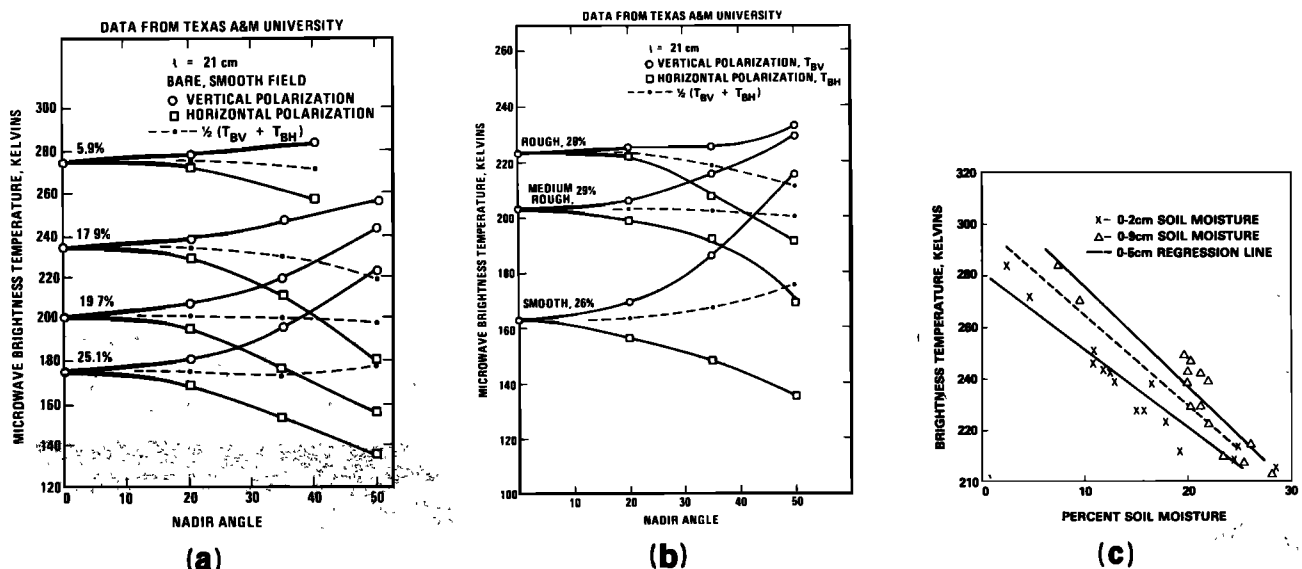 DATA FROM TEXAS A&M UNIVERSITY
ι = 21 cm
BARE, SMOOTH FIELD
VERTICAL POLARIZATION
HORIZONTAL POLARIZATION
½ (TBV + TBH)
MICROWAVE BRIGHTNESS TEMPERATURE, KELVINS
300
280
260
240
220
200
180
160
140
120
5.9%
17 9%
19.7%
25.1%
0
10
20
30
40
50
NADIR ANGLE
(a)
DATA FROM TEXAS A&M UNIVERSITY
ι = 21 cm
VERTICAL POLARIZATION, TBV
HORIZONTAL POLARIZATION, TBH
½ (TBV + TBH)
MICROWAVE BRIGHTNESS TEMPERATURE, KELVINS
260
240
220
200
180
160
140
120
100
ROUGH, 28%
MEDIUM
ROUGH, 29%
SMOOTH, 26%
0
10
20
30
40
50
NADIR ANGLE
(b)
BRIGHTNESS TEMPERATURE, KELVINS
320
300
280
260
240
220
210
x- 0-2cm SOIL MOISTURE
△- 0-9cm SOIL MOISTURE
0-5cm REGRESSION LINE
0
10
20
30
PERCENT SOIL MOISTURE
(c)